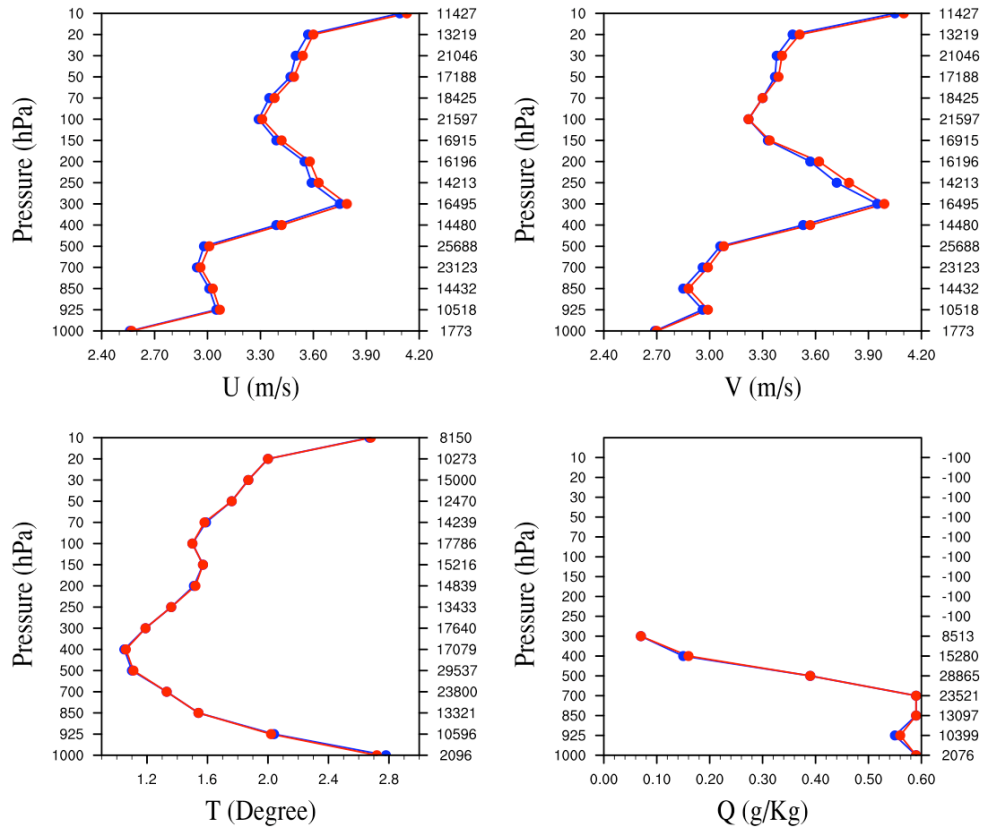 10 11427 10 11427
20 13219 20 13219
30 21046 30 21046
50 17188 50 17188
70 18425 70 18425
100 21597 100 21597
150 16915 150 16915
200 16196 200 16196
250 14213 250 14213
300 16495 300 16495
400 14480 400 14480
500 25688 500 25688
700 23123 700 23123
850 14432 850 14432
925 10518 925 10518
1000 1773 1000 1773
Pressure (hPa) Pressure (hPa)
2.40 2.70 3.00 3.30 3.60 3.90 4.20 2.40 2.70 3.00 3.30 3.60 3.90 4.20
U (m/s) V (m/s)
10 8150
20 10273 10 -100
30 15000 20 -100
50 12470 30 -100
70 14239 50 -100
100 17786 70 -100
150 15216 100 -100
200 14839 150 -100
250 13433 200 -100
300 17640 250 -100
400 17079 300 8513
500 29537 400 15280
700 23800 500 28865
850 13321 700 23521
925 10596 850 13097
1000 2096 925 10399
1000 2076
Pressure (hPa) Pressure (hPa)
1.2 1.6 2.0 2.4 2.8 0.00 0.10 0.20 0.30 0.40 0.50 0.60
T (Degree) Q (g/Kg)